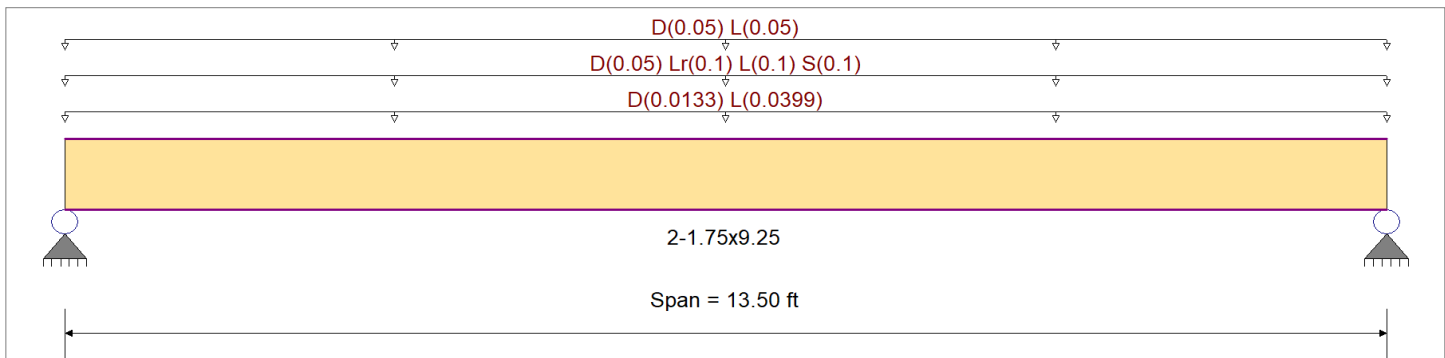 D(0.05) L(0.05)
D(0.05) Lr(0.1) L(0.1) S(0.1)
D(0.0133) L(0.0399)
2-1.75x9.25
Span = 13.50 ft